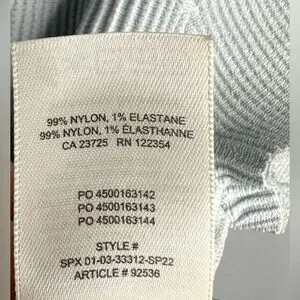 99% NYLON, 1% ELASTANE
99% NYLON, 1% ÉLASTHANNE
CA 23725 RN 122354
PO 4500163142
PO 4500163143
PO 4500163144
STYLE #
SPX 01-03-33312-SP22
ARTICLE # 92536